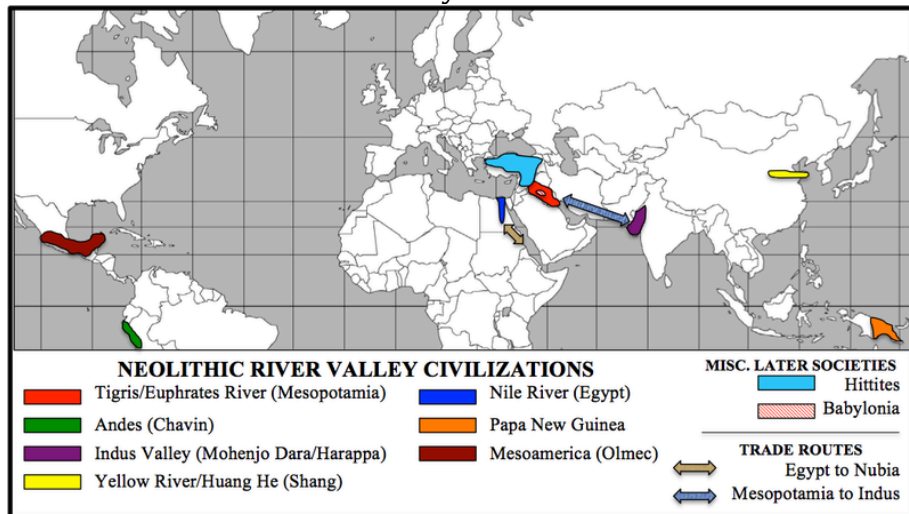 NEOLITHIC RIVER VALLEY CIVILIZATIONS
Tigris/Euphrates River (Mesopotamia)
Andes (Chavin)
Indus Valley (Mohenjo Dara/Harappa)
Yellow River/Huang He (Shang)
Nile River (Egypt)
Papa New Guinea
Mesoamerica (Olmec)
MISC. LATER SOCIETIES
Hittites
Babylonia
TRADE ROUTES
Egypt to Nubia
Mesopotamia to Indus